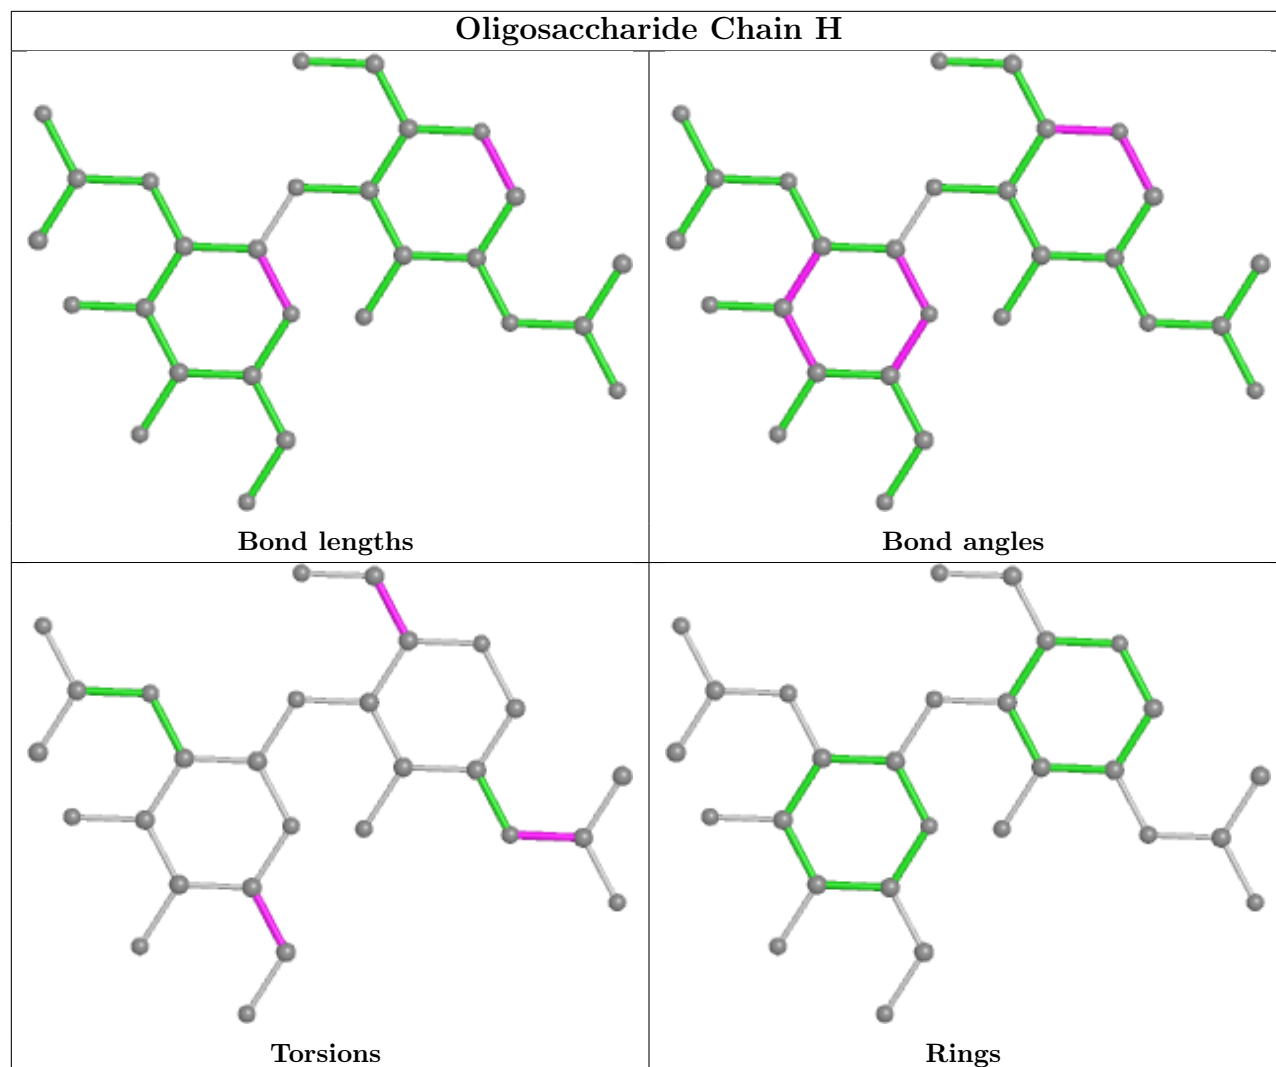 Oligosaccharide Chain H
Bond lengths
Bond angles
Torsions
Rings